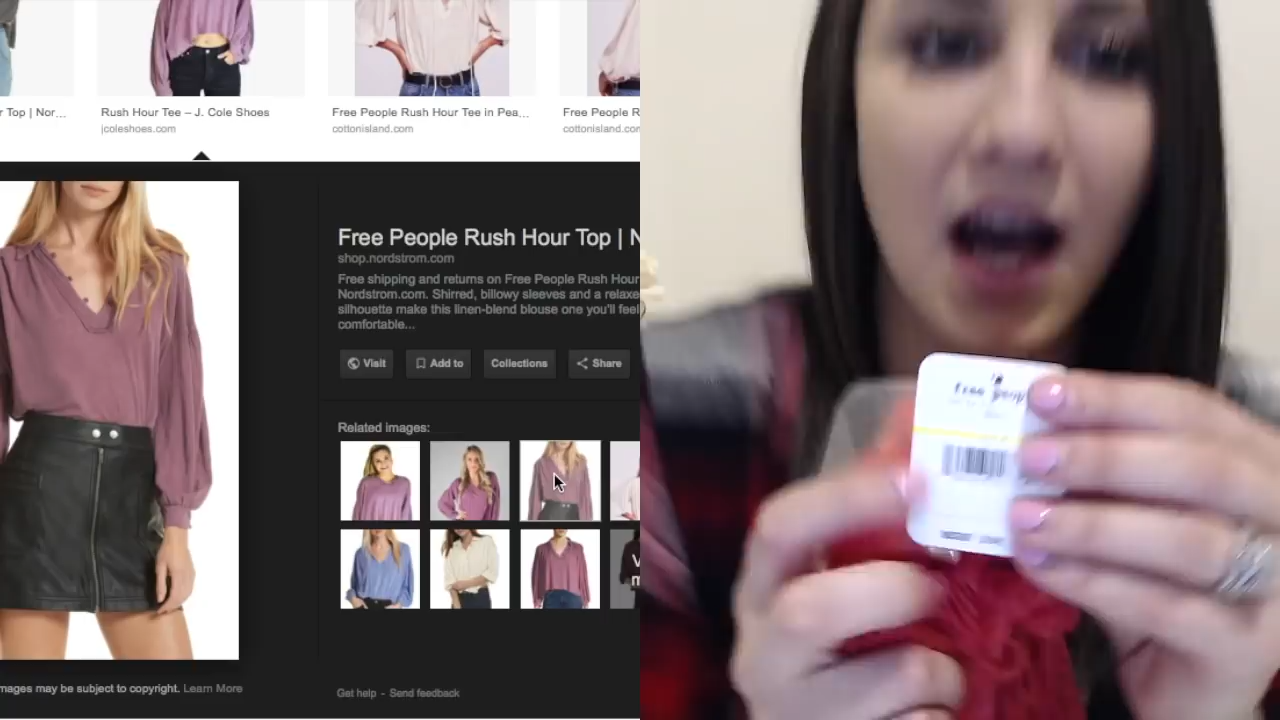 r Top | Nor...
Rush Hour Tee – J. Cole Shoes
jcoleshoes.com
Free People Rush Hour Tee in Pea...
cottonisland.com
Free People R
cottonisland.cor
Free People Rush Hour Top | N
shop.nordstrom.com
Free shipping and returns on Free People Rush Hour
Nordstrom.com. Shirred, billowy sleeves and a relaxe
silhouette make this linen-blend blouse one you'll feel
comfortable...
Visit
Add to
Collections
Share
Related images:
V
m
mages may be subject to copyright. Learn More
Get help - Send feedback
free peop